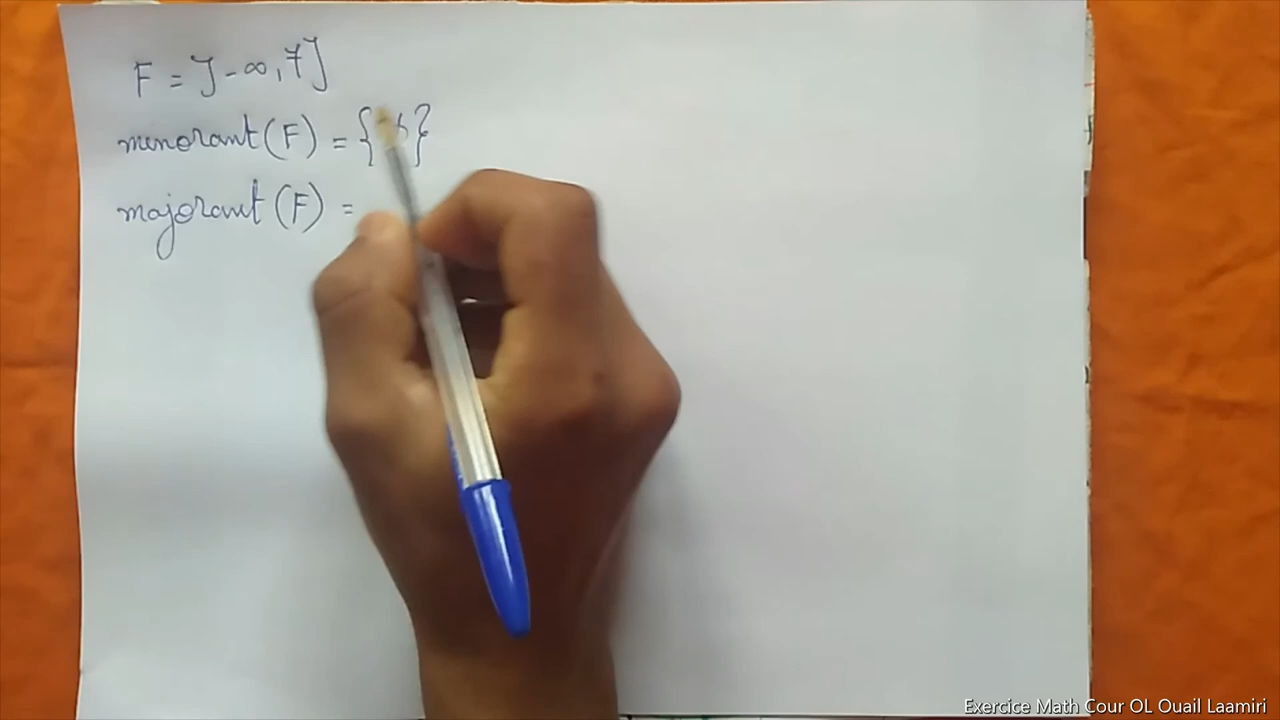 F = ]-∞, 7]
minorant(F) = { }
majorant(F) =
Exercice Math Cour OL Ouail Laamiri